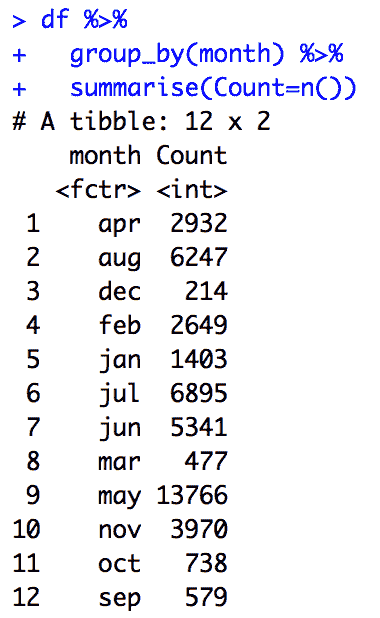 > df %>%
+   group_by(month) %>%
+   summarise(Count=n())
# A tibble: 12 x 2
    month Count
   <fctr> <int>
 1    apr  2932
 2    aug  6247
 3    dec   214
 4    feb  2649
 5    jan  1403
 6    jul  6895
 7    jun  5341
 8    mar   477
 9    may 13766
10    nov  3970
11    oct   738
12    sep   579